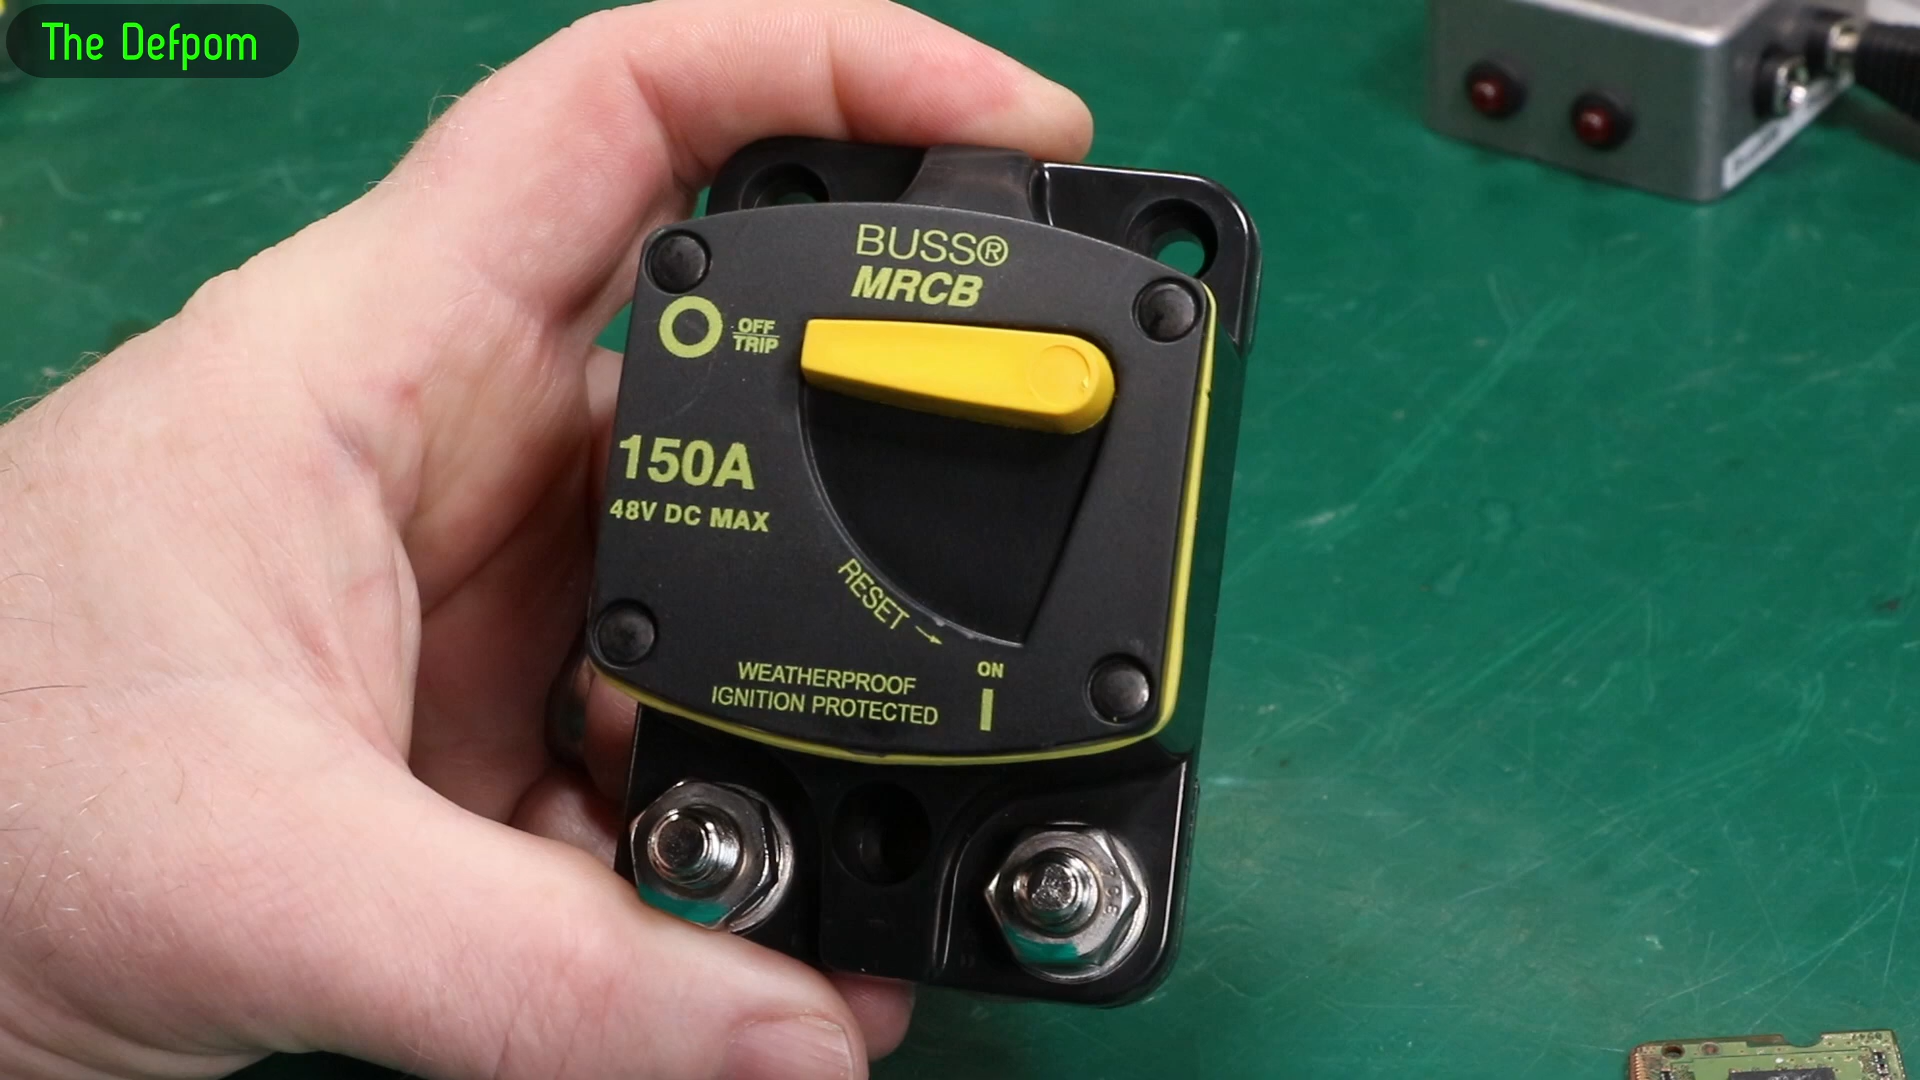 The Defpom
BUSS®
MRCB
OFF
TRIP
150A
48V DC MAX
RESET →
WEATHERPROOF
IGNITION PROTECTED
ON